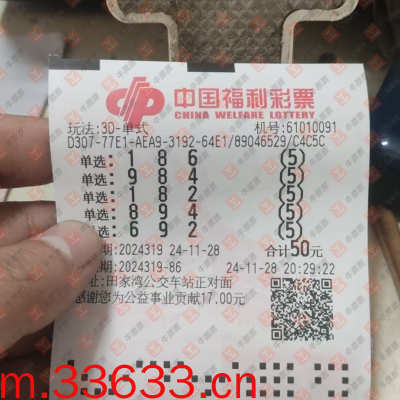 中国福利彩票
CHINA WELFARE LOTTERY
玩法:3D-单式 机号:61010091
D307-77E1-AEA9-3192-64E1/89046529/C4C5C
单选: 1 8 6 (5)
单选: 9 8 4 (5)
单选: 1 8 2 (5)
单选: 8 9 4 (5)
选: 6 9 2 (5)
期:2024319 24-11-28 合计50元
期:2024319-86 24-11-28 20:29:22
址:田家湾公交车站正对面
感谢您为公益事业贡献17.00元
m.33633.cn